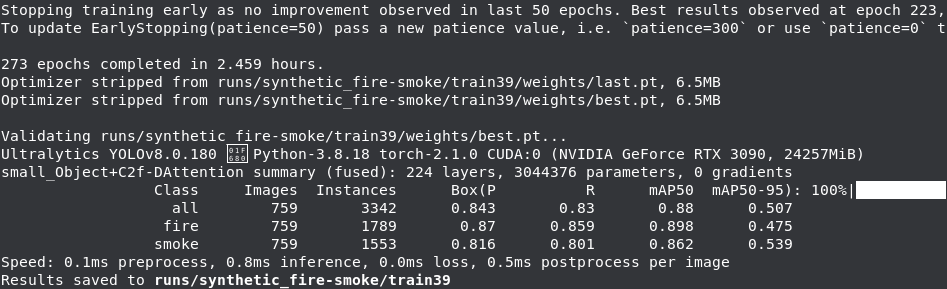 Stopping training early as no improvement observed in last 50 epochs. Best results observed at epoch 223,
To update EarlyStopping(patience=50) pass a new patience value, i.e. `patience=300` or use `patience=0` t
273 epochs completed in 2.459 hours.
Optimizer stripped from runs/synthetic_fire-smoke/train39/weights/last.pt, 6.5MB
Optimizer stripped from runs/synthetic_fire-smoke/train39/weights/best.pt, 6.5MB
Validating runs/synthetic_fire-smoke/train39/weights/best.pt...
Ultralytics YOLOv8.0.180 🚀 Python-3.8.18 torch-2.1.0 CUDA:0 (NVIDIA GeForce RTX 3090, 24257MiB)
small_Object+C2f-DAttention summary (fused): 224 layers, 3044376 parameters, 0 gradients
Class Images Instances Box(P R mAP50 mAP50-95): 100%|
all 759 3342 0.843 0.83 0.88 0.507
fire 759 1789 0.87 0.859 0.898 0.475
smoke 759 1553 0.816 0.801 0.862 0.539
Speed: 0.1ms preprocess, 0.8ms inference, 0.0ms loss, 0.5ms postprocess per image
Results saved to runs/synthetic_fire-smoke/train39